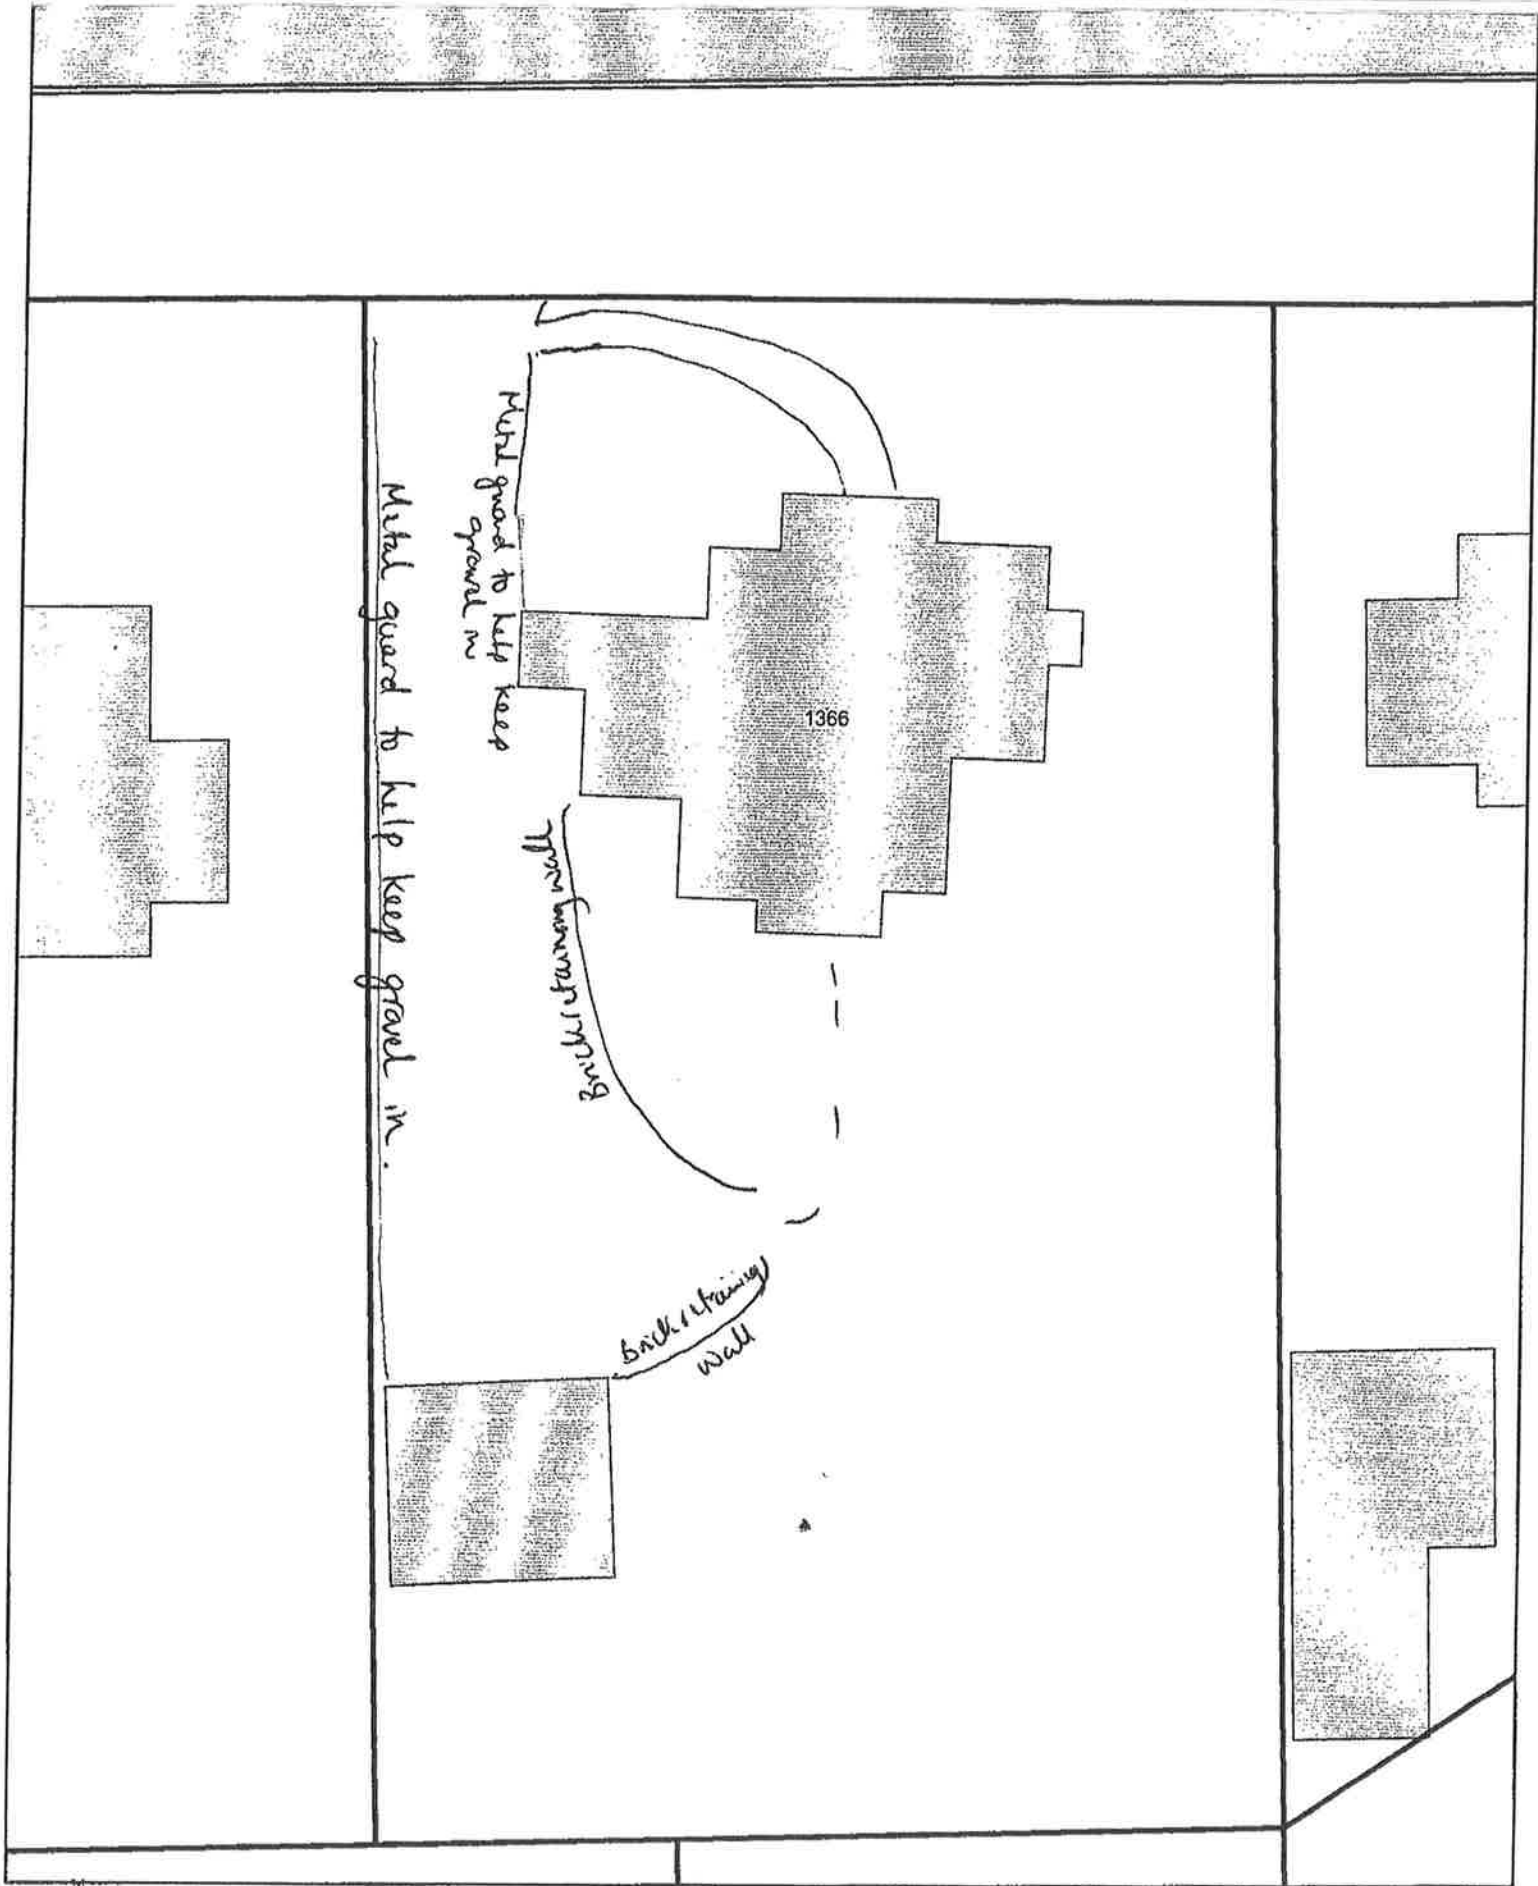 Metal guard to help keep
gravel in
Metal guard to help keep gravel in.
1366
Brick retaining wall
Brick retaining
wall